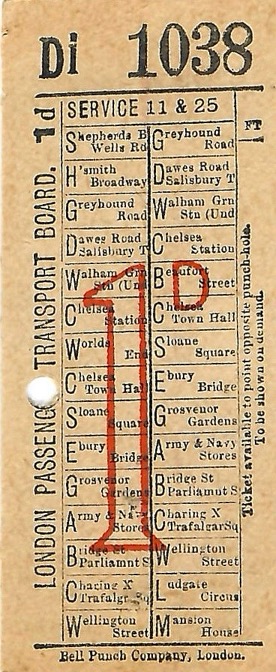 Di 1038
1d
SERVICE 11 & 25
FT
LONDON PASSENG TRANSPORT BOARD.
Shepherds B
Wells Rd
Greyhound
Road
H'smith
Broadway
Dawes Road
Salisbury T
Greyhound
Road
Walham Grn
Stn (Und
Dawes Road
Salisbury T
Chelsea
Station
Walham Grn
Stn (Und
Beaufort
Street
Chelsea
Station
Chelsea
Town Hall
Worlds
End
Sloane
Square
Chelsea
Town Hall
Ebury
Bridge
Sloane
Square
Grosvenor
Gardens
Ebury
Bridge
Army & Navy
Stores
Grosvenor
Gardens
Bridge St
Parliamnt S
Army & Navy
Stores
Charing X
TrafalgarSq
Bridge St
Parliamnt S
Wellington
Street
Charing X
Trafalgr Sq
Ludgate
Circus
Wellington
Street
Mansion
House
1D
Ticket available to point opposite punch-hole.
To be shown on demand.
Bell Punch Company, London.